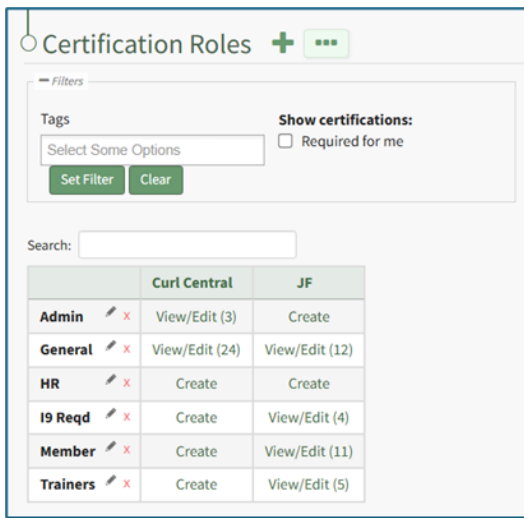 Certification Roles
Filters
Tags
Show certifications:
Select Some Options
Required for me
Set Filter Clear
Search:
Curl Central JF
Admin x View/Edit (3) Create
General x View/Edit (24) View/Edit (12)
HR x Create Create
I9 Reqd x Create View/Edit (4)
Member x Create View/Edit (11)
Trainers x Create View/Edit (5)